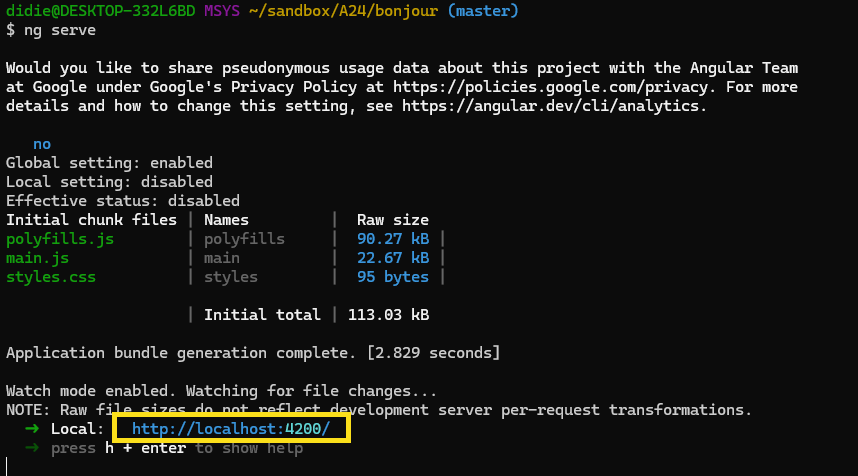 didie@DESKTOP-332L6BD MSYS ~/sandbox/A24/bonjour (master)
$ ng serve
Would you like to share pseudonymous usage data about this project with the Angular Team
at Google under Google's Privacy Policy at https://policies.google.com/privacy. For more
details and how to change this setting, see https://angular.dev/cli/analytics.
no
Global setting: enabled
Local setting: disabled
Effective status: disabled
Initial chunk files | Names | Raw size
polyfills.js | polyfills | 90.27 kB |
main.js | main | 22.67 kB |
styles.css | styles | 95 bytes |
| Initial total | 113.03 kB
Application bundle generation complete. [2.829 seconds]
Watch mode enabled. Watching for file changes...
NOTE: Raw file sizes do not reflect development server per-request transformations.
➜ Local: http://localhost:4200/
➜ press h + enter to show help